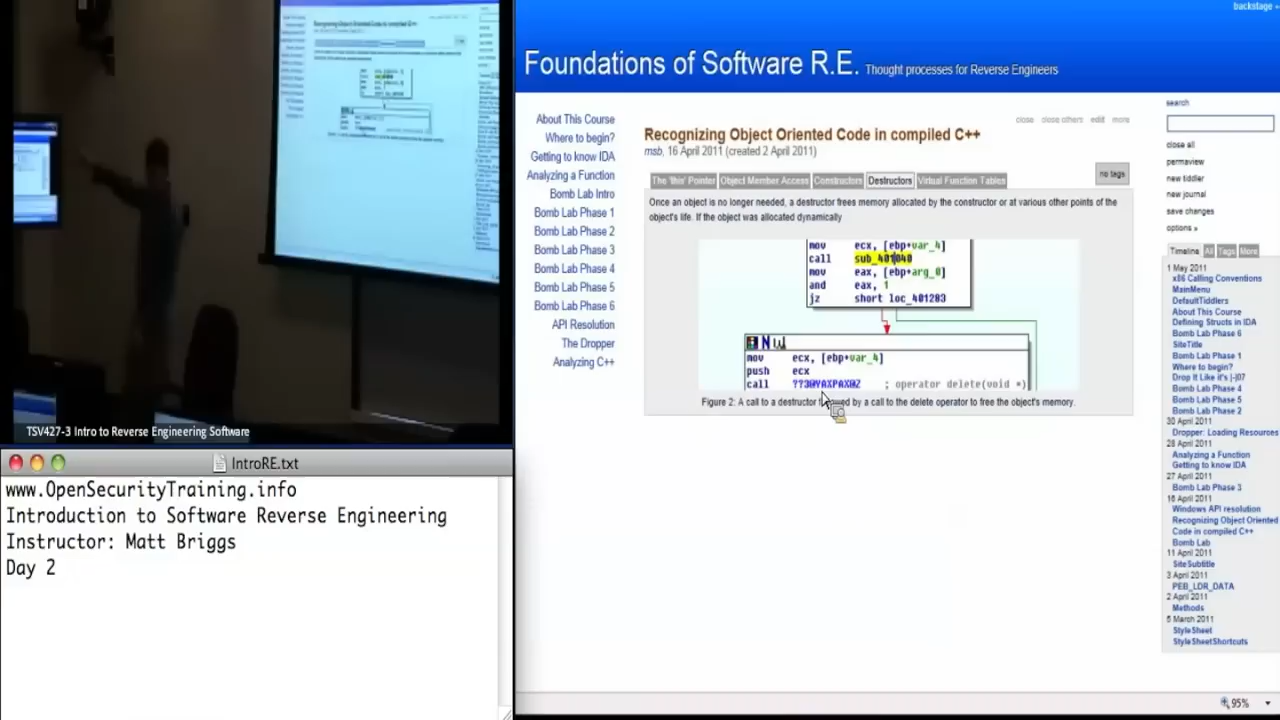 TSV427-3 Intro to Reverse Engineering Software
IntroRE.txt
www.OpenSecurityTraining.info
Introduction to Software Reverse Engineering
Instructor: Matt Briggs
Day 2
backstage
Foundations of Software R.E. Thought processes for Reverse Engineers
About This Course
Where to begin?
Getting to know IDA
Analyzing a Function
Bomb Lab Intro
Bomb Lab Phase 1
Bomb Lab Phase 2
Bomb Lab Phase 3
Bomb Lab Phase 4
Bomb Lab Phase 5
Bomb Lab Phase 6
API Resolution
The Dropper
Analyzing C++
close close others edit more
Recognizing Object Oriented Code in compiled C++
msb, 16 April 2011 (created 2 April 2011)
no tags
The 'this' Pointer Object Member Access Constructors Destructors Virtual Function Tables
Once an object is no longer needed, a destructor frees memory allocated by the constructor or at various other points of the
object's life. If the object was allocated dynamically
mov ecx, [ebp+var_4]
call sub_401040
mov eax, [ebp+arg_0]
and eax, 1
jz short loc_401283
mov ecx, [ebp+var_4]
push ecx
call ??3@YAXPAX@Z ; operator delete(void *)
Figure 2: A call to a destructor by a call to the delete operator to free the object's memory.
search
close all
permaview
new tiddler
new journal
save changes
options »
Timeline All Tags More
1 May 2011
x86 Calling Conventions
MainMenu
DefaultTiddlers
About This Course
Defining Structs in IDA
Bomb Lab Phase 6
SiteTitle
Bomb Lab Phase 1
Where to begin?
Drop It Like it's |-|07
Bomb Lab Phase 4
Bomb Lab Phase 5
Bomb Lab Phase 2
30 April 2011
Dropper: Loading Resources
28 April 2011
Analyzing a Function
Getting to know IDA
27 April 2011
Bomb Lab Phase 3
16 April 2011
Windows API resolution
Recognizing Object Oriented
Code in compiled C++
Bomb Lab
11 April 2011
SiteSubtitle
3 April 2011
PEB_LDR_DATA
2 April 2011
Methods
5 March 2011
StyleSheet
StyleSheetShortcuts
95%